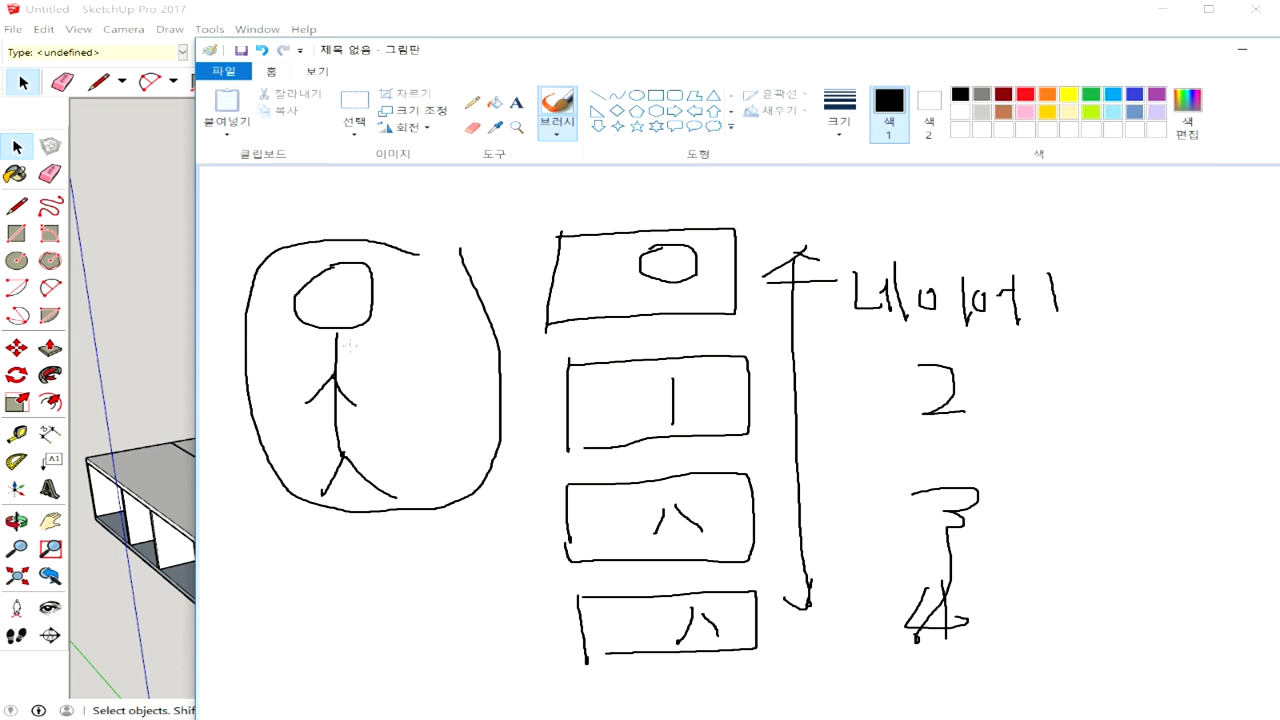 Untitled - SketchUp Pro 2017
File Edit View Camera Draw Tools Window Help
Type: <undefined>
제목 없음 - 그림판
파일 홈 보기
붙여넣기
잘라내기
복사
클립보드
선택
자르기
크기 조정
회전
이미지
A
도구
브러시
도형
윤곽선
채우기
크기
색 1
색 2
색 편집
색
A1
레이어 1
2
3
4
Select objects. Shif